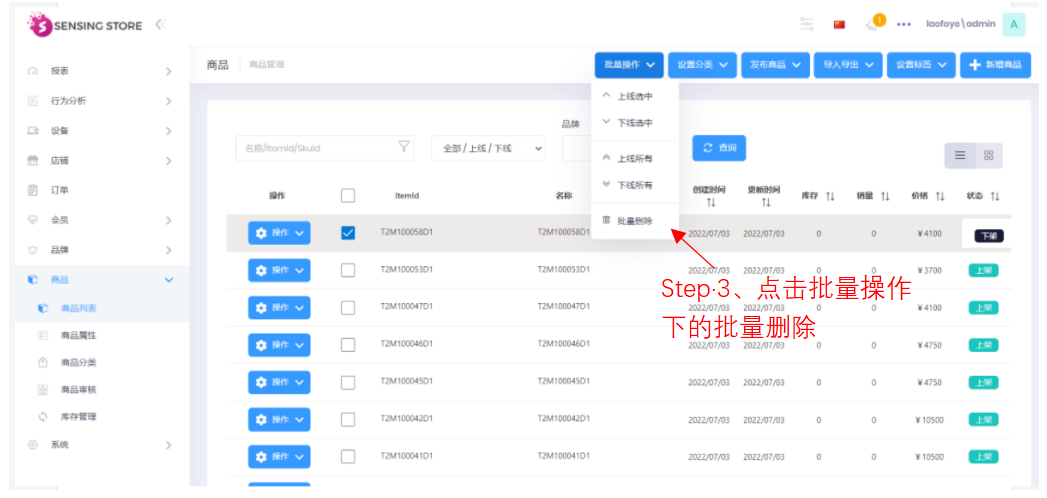 SENSING STORE
1
laofoye\admin
A
报表
行为分析
设备
店铺
订单
会员
品牌
商品
商品列表
商品属性
商品分类
商品审核
库存管理
系统
商品 商品管理
批量操作 设置分类 发布商品 导入导出 设置标签 新增商品
上线选中
下线选中
上线所有
下线所有
批量删除
品牌
名称/ItemId/SkuId 全部 / 上线 / 下线 查询
操作 ItemId 名称 创建时间 更新时间 库存 销量 价格 状态
操作 T2M100058D1 T2M100058D1 2022/07/03 2022/07/03 0 0 ¥ 4100 下架
操作 T2M100053D1 T2M100053D1 2022/07/03 2022/07/03 0 0 ¥ 3700 上架
操作 T2M100047D1 T2M100047D1 2022/07/03 2022/07/03 0 0 ¥ 4100 上架
操作 T2M100046D1 T2M100046D1 2022/07/03 2022/07/03 0 0 ¥ 4750 上架
操作 T2M100045D1 T2M100045D1 2022/07/03 2022/07/03 0 0 ¥ 4750 上架
操作 T2M100042D1 T2M100042D1 2022/07/03 2022/07/03 0 0 ¥ 10500 上架
操作 T2M100041D1 T2M100041D1 2022/07/03 2022/07/03 0 0 ¥ 10500 上架
Step·3、点击批量操作
下的批量删除